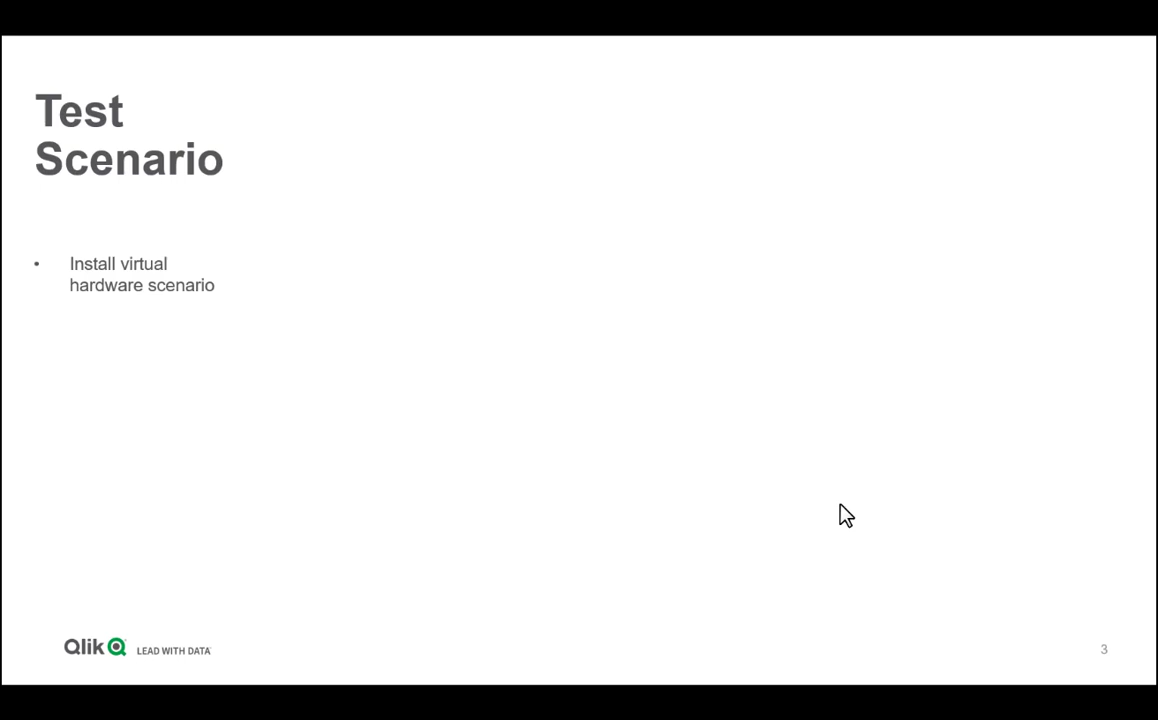 Test
Scenario
• Install virtual
hardware scenario
Qlik LEAD WITH DATA
3